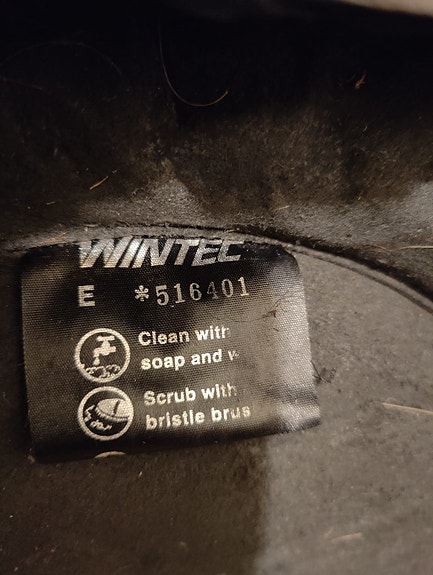 WINTEC
E *516401
Clean with
soap and
Scrub with
bristle brus